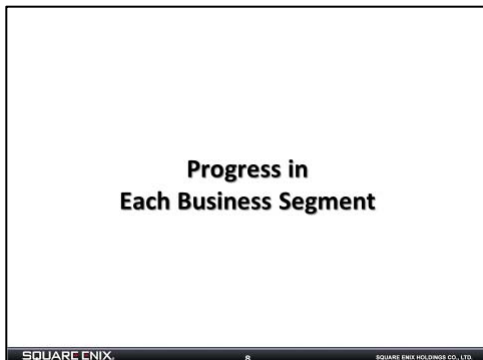 Progress in
Each Business Segment
SQUARE ENIX.
8
SQUARE ENIX HOLDINGS CO., LTD.